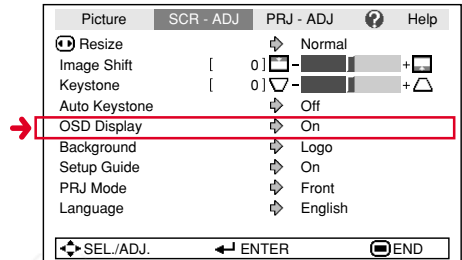 Picture SCR - ADJ PRJ - ADJ ? Help
Resize Normal
Image Shift [ 0 ] - +
Keystone [ 0 ] - +
Auto Keystone Off
OSD Display On
Background Logo
Setup Guide On
PRJ Mode Front
Language English
SEL./ADJ. ENTER END